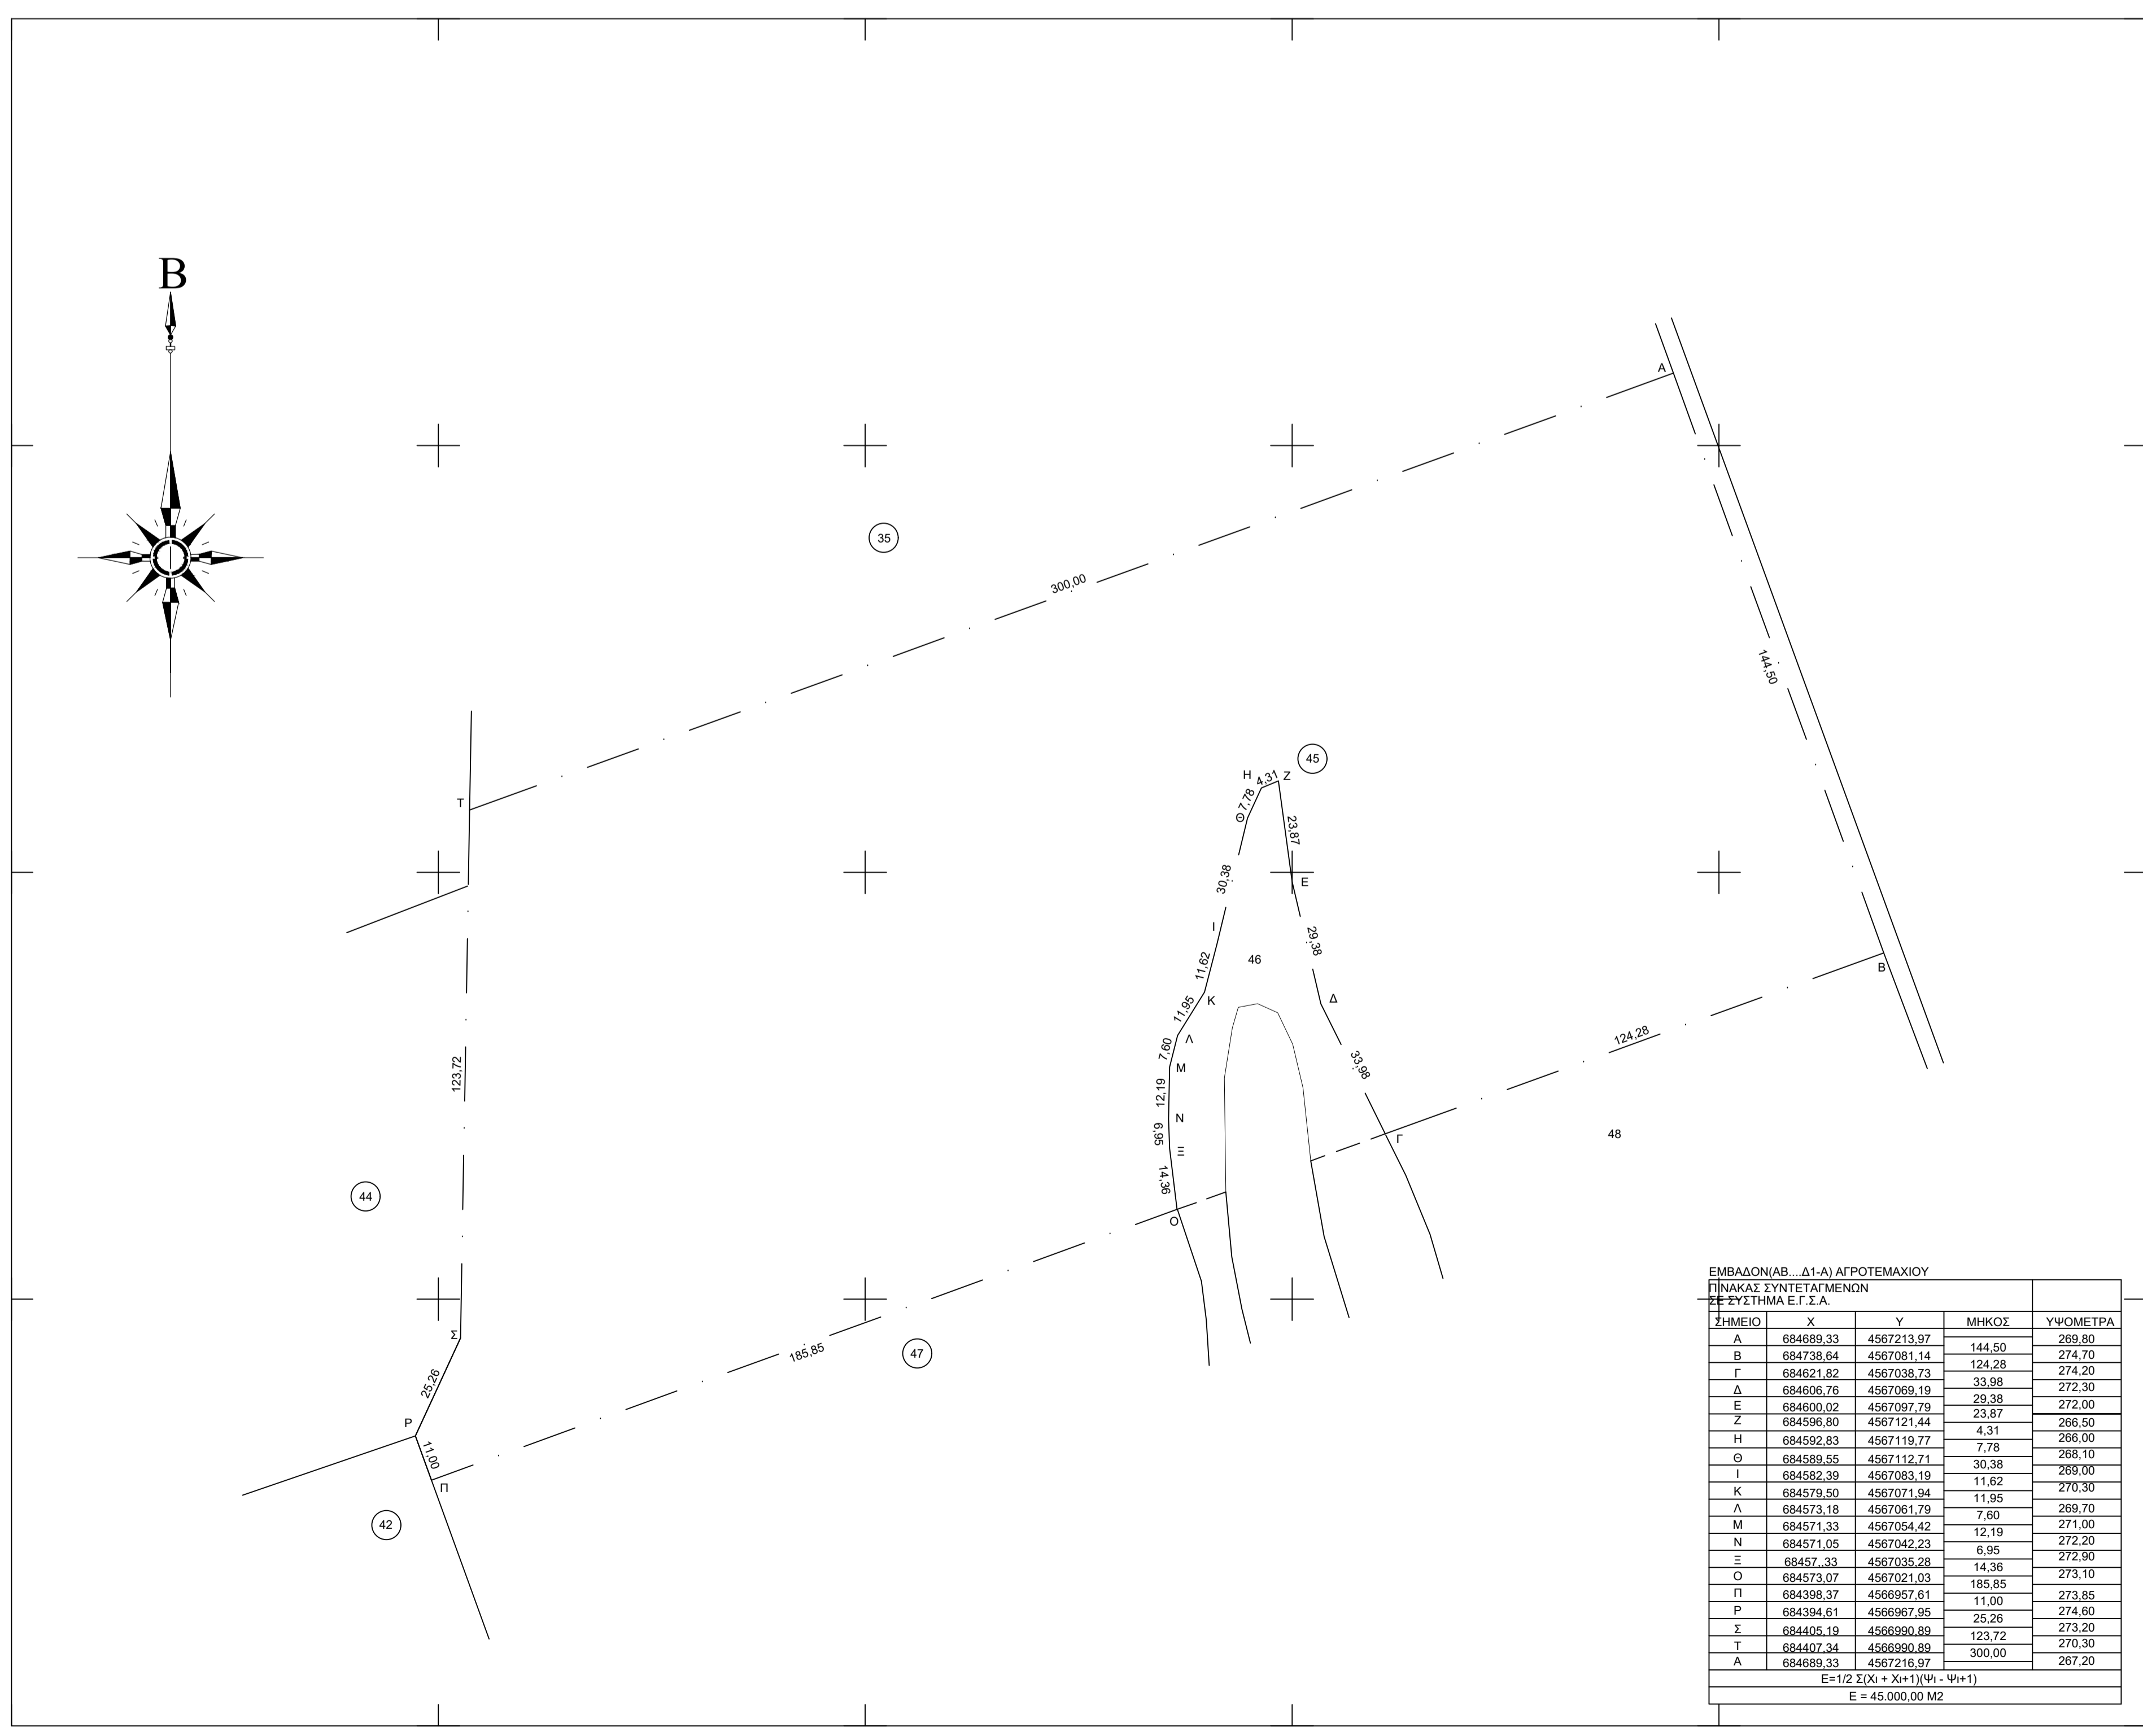 Β
Α
35
300,00
144,50
45
Η
4,31
Ζ
7,78
Θ
Τ
23,87
30,38
Ε
Ι
29,38
46
11,62
Β
Κ
Δ
11,95
124,28
Λ
7,60
33,98
Μ
123,72
12,19
Ν
6,95
Γ
48
Ξ
14,36
44
Ο
Σ
185,85
47
25,26
Ρ
11,00
Π
42
ΕΜΒΑΔΟΝ(ΑΒ....Δ1-Α) ΑΓΡΟΤΕΜΑΧΙΟΥ
ΠΙΝΑΚΑΣ ΣΥΝΤΕΤΑΓΜΕΝΩΝ
ΣΕ ΣΥΣΤΗΜΑ Ε.Γ.Σ.Α.
ΣΗΜΕΙΟ Χ Υ ΜΗΚΟΣ ΥΨΟΜΕΤΡΑ
Α 684689,33 4567213,97 269,80
144,50
Β 684738,64 4567081,14 274,70
124,28
Γ 684621,82 4567038,73 274,20
33,98
Δ 684606,76 4567069,19 272,30
29,38
Ε 684600,02 4567097,79 272,00
23,87
Ζ 684596,80 4567121,44 266,50
4,31
Η 684592,83 4567119,77 266,00
7,78
Θ 684589,55 4567112,71 268,10
30,38
Ι 684582,39 4567083,19 269,00
11,62
Κ 684579,50 4567071,94 270,30
11,95
Λ 684573,18 4567061,79 269,70
7,60
Μ 684571,33 4567054,42 271,00
12,19
Ν 684571,05 4567042,23 272,20
6,95
Ξ 68457,,33 4567035,28 272,90
14,36
Ο 684573,07 4567021,03 273,10
185,85
Π 684398,37 4566957,61 273,85
11,00
Ρ 684394,61 4566967,95 274,60
25,26
Σ 684405,19 4566990,89 273,20
123,72
Τ 684407,34 4566990,89 270,30
300,00
Α 684689,33 4567216,97 267,20
Ε=1/2 Σ(Χι + Χι+1)(Ψι - Ψι+1)
Ε = 45.000,00 Μ2